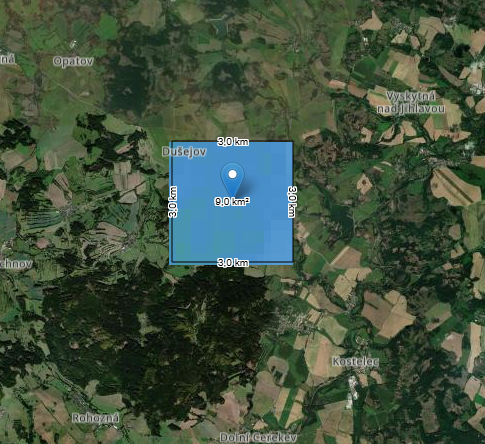 Opatov
Vyskytná
nad Jihlavou
3,0 km
Dušejov
3,0 km
3,0 km
9,0 km²
3,0 km
chnov
Kostelec
Rohozná
Dolní Cerekev